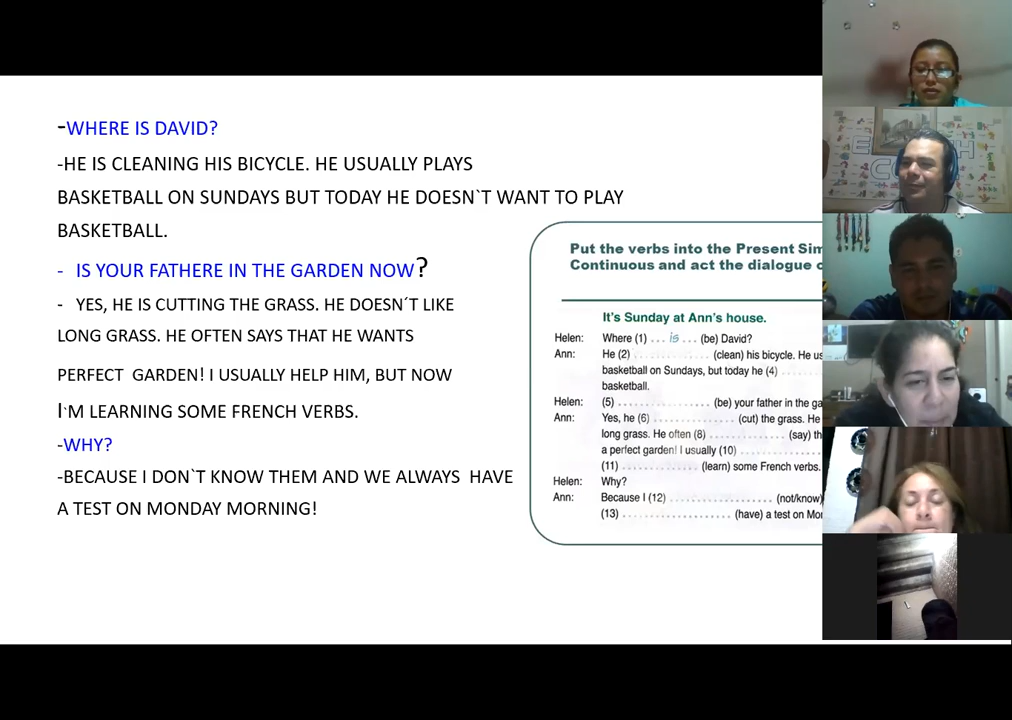 -WHERE IS DAVID?
-HE IS CLEANING HIS BICYCLE. HE USUALLY PLAYS
BASKETBALL ON SUNDAYS BUT TODAY HE DOESN`T WANT TO PLAY
BASKETBALL.
- IS YOUR FATHERE IN THE GARDEN NOW?
- YES, HE IS CUTTING THE GRASS. HE DOESN´T LIKE
LONG GRASS. HE OFTEN SAYS THAT HE WANTS
PERFECT GARDEN! I USUALLY HELP HIM, BUT NOW
I`M LEARNING SOME FRENCH VERBS.
-WHY?
-BECAUSE I DON`T KNOW THEM AND WE ALWAYS HAVE
A TEST ON MONDAY MORNING!
Put the verbs into the Present
Continuous and act the dialogue
It's Sunday at Ann's house.
Helen: Where (1) ... is ... (be) David?
Ann: He (2) .................. (clean) his bicycle. He
basketball on Sundays, but today he (4) ........
basketball.
Helen: (5) .................. (be) your father in the
Ann: Yes, he (6) .................. (cut) the grass. He
long grass. He often (8) .................. (say)
a perfect garden! I usually (10) ..................
(11) .................. (learn) some French verbs.
Helen: Why?
Ann: Because I (12) .................. (not/know)
(13) .................. (have) a test on